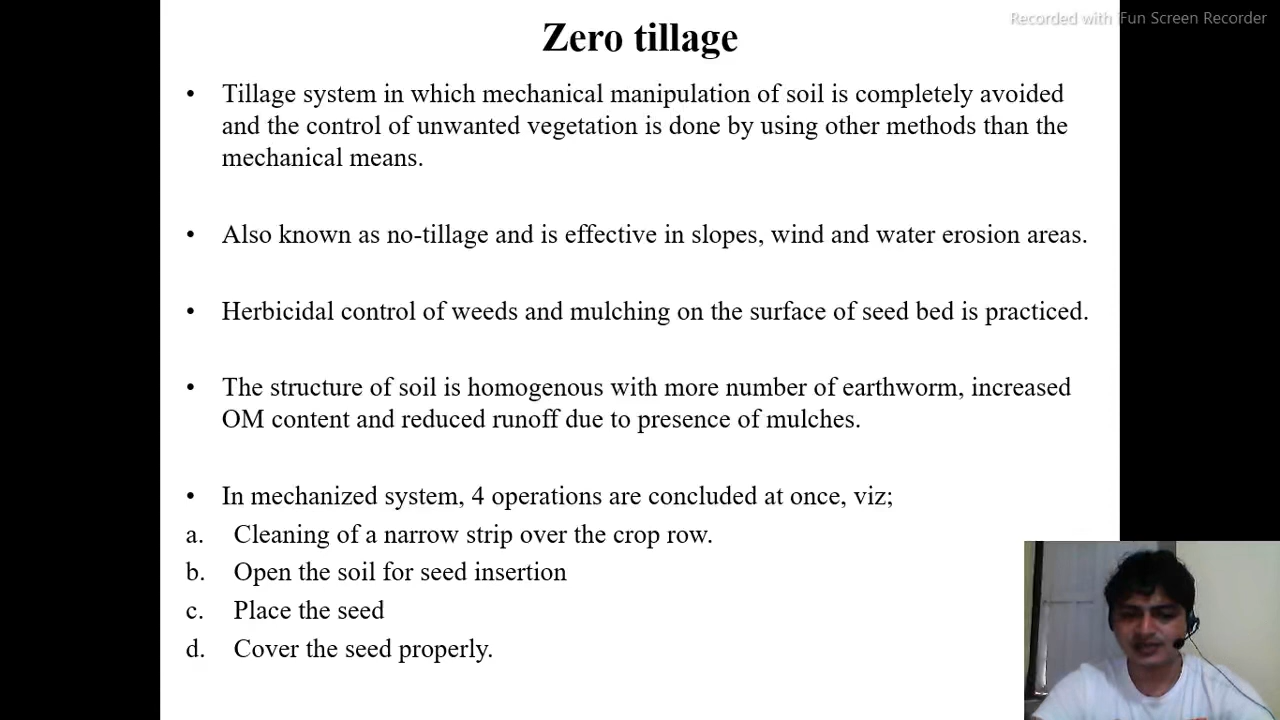 Zero tillage
Recorded with iFun Screen Recorder
• Tillage system in which mechanical manipulation of soil is completely avoided
and the control of unwanted vegetation is done by using other methods than the
mechanical means.
• Also known as no-tillage and is effective in slopes, wind and water erosion areas.
• Herbicidal control of weeds and mulching on the surface of seed bed is practiced.
• The structure of soil is homogenous with more number of earthworm, increased
OM content and reduced runoff due to presence of mulches.
• In mechanized system, 4 operations are concluded at once, viz;
a. Cleaning of a narrow strip over the crop row.
b. Open the soil for seed insertion
c. Place the seed
d. Cover the seed properly.